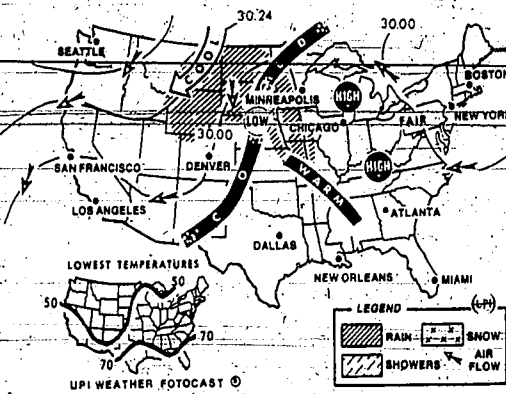 30.24
30.00
SEATTLE
COOL
COLD
BOSTON
MINNEAPOLIS
HIGH
LOW
CHICAGO
FAIR
NEW YORK
30.00
SAN FRANCISCO
DENVER
HIGH
WARM
LOS ANGELES
COLD
ATLANTA
DALLAS
NEW ORLEANS
MIAMI
LOWEST TEMPERATURES
50
50
70
70
UPI WEATHER FOTOCAST ®
LEGEND
(UPI)
RAIN
SNOW
SHOWERS
AIR
FLOW